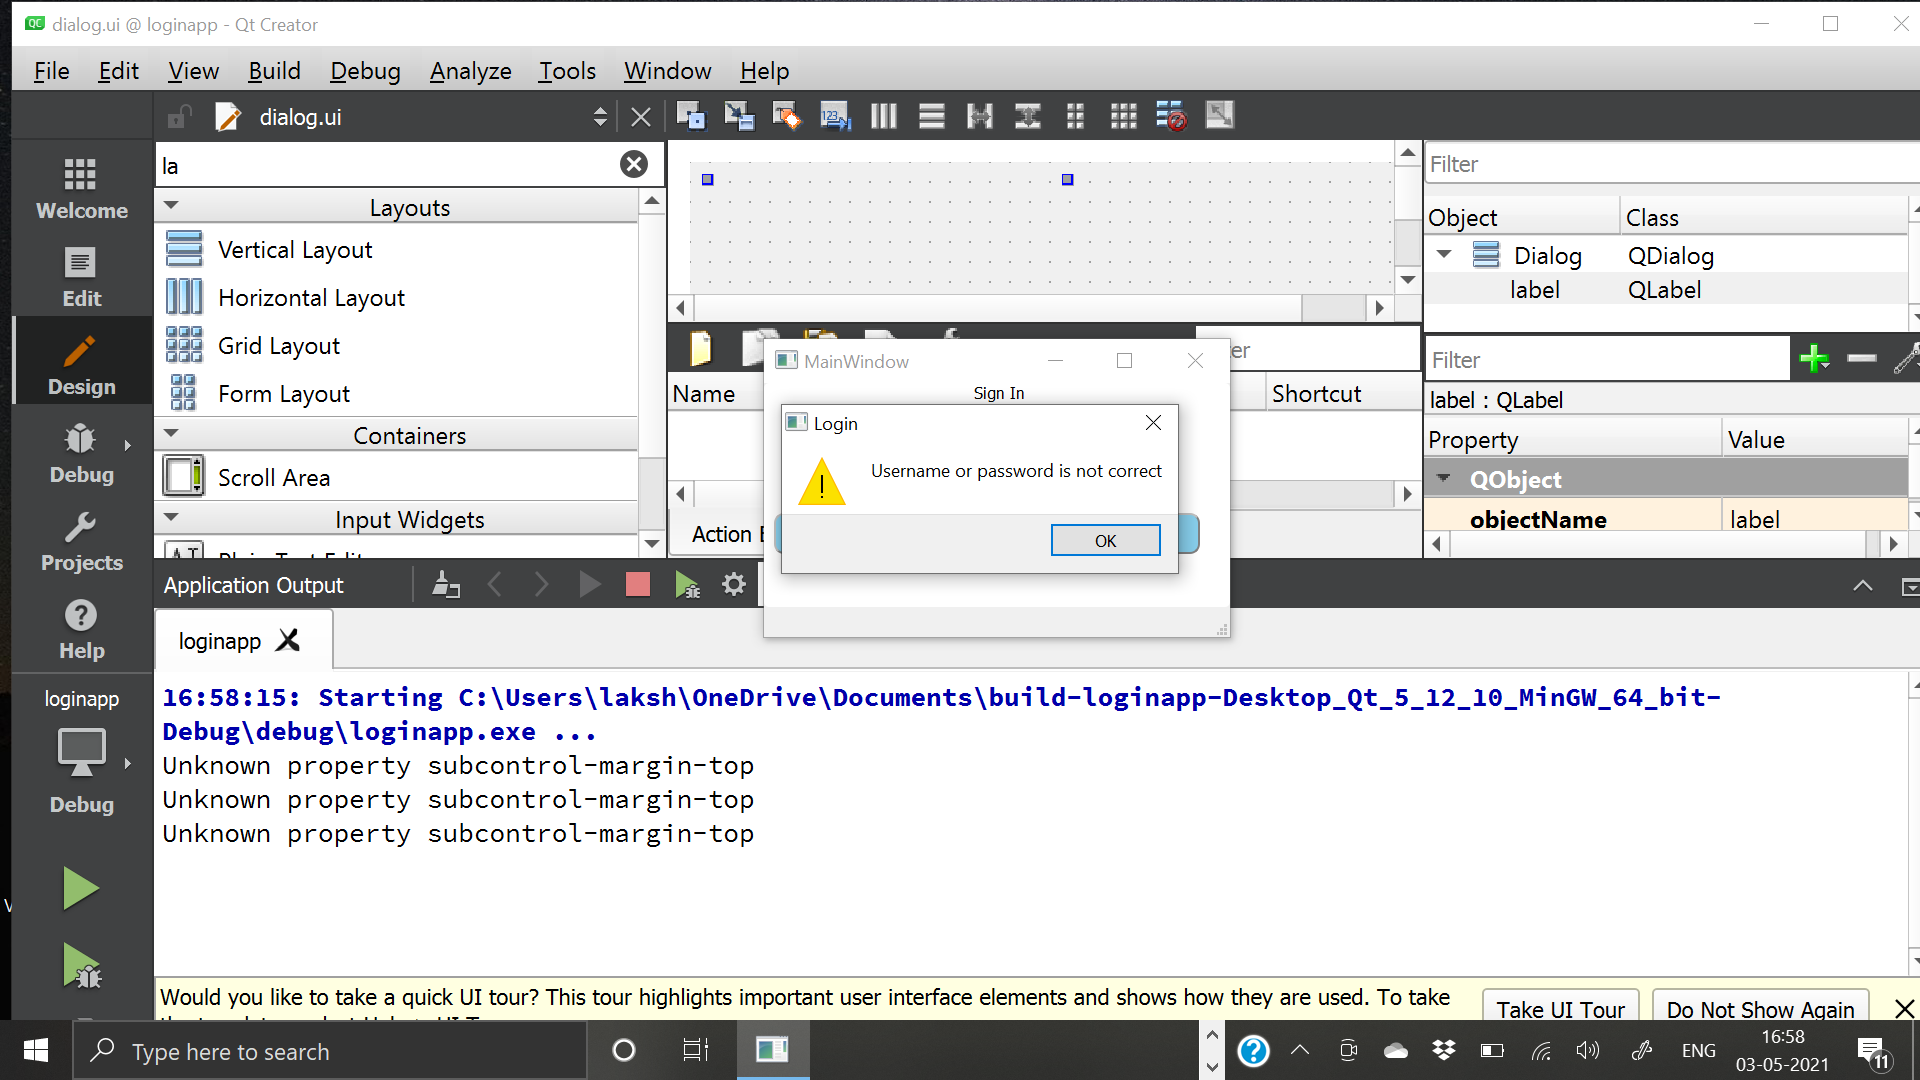 dialog.ui @ loginapp - Qt Creator
File Edit View Build Debug Analyze Tools Window Help
dialog.ui
la
Filter
Welcome
Layouts
Object Class
Vertical Layout
Dialog QDialog
Edit
Horizontal Layout
label QLabel
Grid Layout
Filter
MainWindow
Design
Form Layout
Name
Sign In
Shortcut
label : QLabel
Login
Containers
Property Value
Debug
Scroll Area
Username or password is not correct
QObject
Input Widgets
objectName label
Action
OK
Projects
Application Output
Help
loginapp
loginapp
16:58:15: Starting C:\Users\laksh\OneDrive\Documents\build-loginapp-Desktop_Qt_5_12_10_MinGW_64_bit-
Debug\debug\loginapp.exe ...
Unknown property subcontrol-margin-top
Debug
Unknown property subcontrol-margin-top
Unknown property subcontrol-margin-top
Would you like to take a quick UI tour? This tour highlights important user interface elements and shows how they are used. To take
Take UI Tour
Do Not Show Again
Type here to search
ENG
16:58
03-05-2021
11